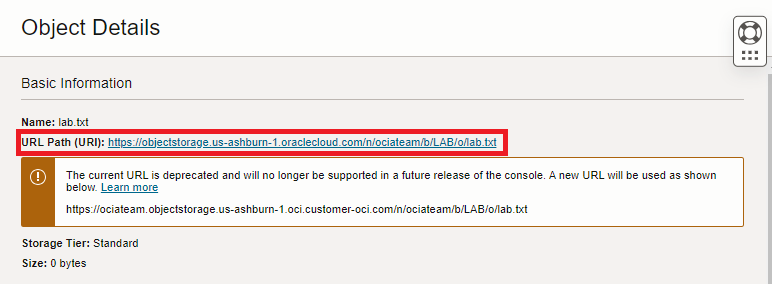 Object Details
Basic Information
Name: lab.txt
URL Path (URI): https://objectstorage.us-ashburn-1.oraclecloud.com/n/ociateam/b/LAB/o/lab.txt
The current URL is deprecated and will no longer be supported in a future release of the console. A new URL will be used as shown
below. Learn more
https://ociateam.objectstorage.us-ashburn-1.oci.customer-oci.com/n/ociateam/b/LAB/o/lab.txt
Storage Tier: Standard
Size: 0 bytes